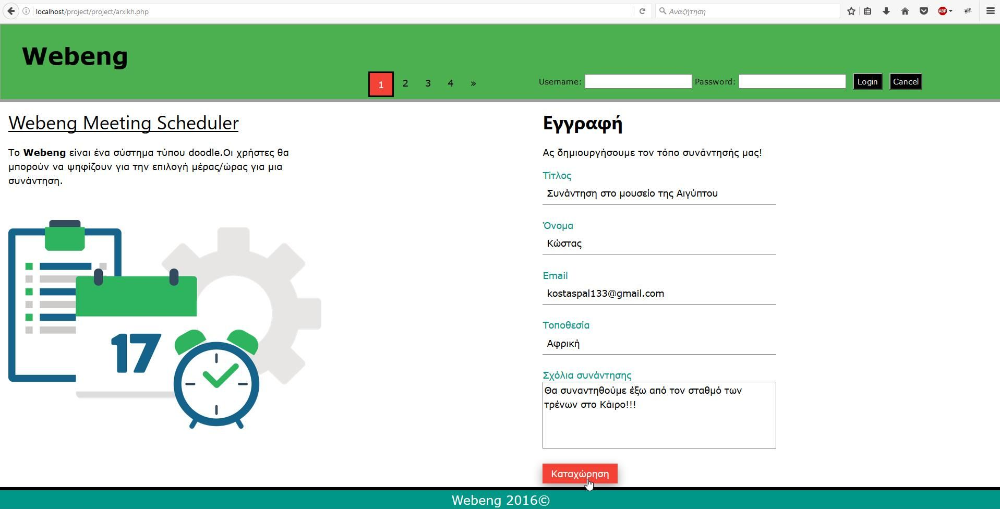 localhost/project/project/arxikh.php
Αναζήτηση
ABP
Webeng
1 2 3 4 »
Username: Password: Login Cancel
Webeng Meeting Scheduler
Το Webeng είναι ένα σύστημα τύπου doodle.Οι χρήστες θα
μπορούν να ψηφίζουν για την επιλογή μέρας/ώρας για μια
συνάντηση.
17
Εγγραφή
Ας δημιουργήσουμε τον τόπο συνάντησής μας!
Τίτλος
Συνάντηση στο μουσείο της Αιγύπτου
Όνομα
Κώστας
Email
kostaspal133@gmail.com
Τοποθεσία
Αφρική
Σχόλια συνάντησης
Θα συναντηθούμε έξω από τον σταθμό των
τρένων στο Κάιρο!!!
Καταχώρηση
Webeng 2016©